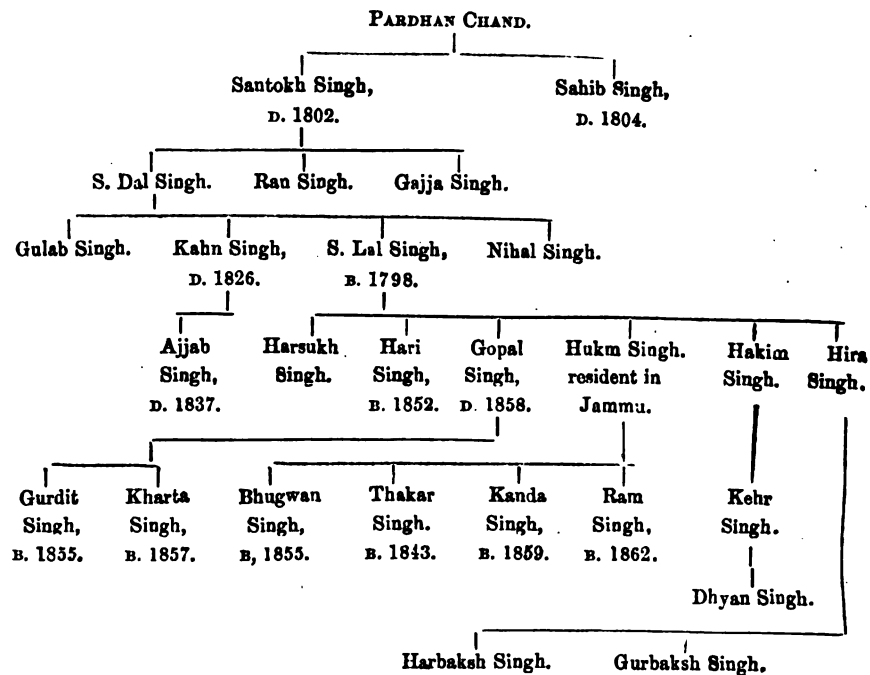 PARDHAN CHAND.
Santokh Singh,
D. 1802.
Sahib Singh,
D. 1804.
S. Dal Singh.
Ran Singh.
Gajja Singh.
Gulab Singh.
Kahn Singh,
D. 1826.
S. Lal Singh,
B. 1798.
Nihal Singh.
Ajjab
Singh,
D. 1837.
Harsukh
Singh.
Hari
Singh,
B. 1852.
Gopal
Singh,
D. 1858.
Hukm Singh.
resident in
Jammu.
Hakim
Singh.
Hira
Singh.
Gurdit
Singh,
B. 1855.
Kharta
Singh,
B. 1857.
Bhugwan
Singh,
B, 1855.
Thakar
Singh.
B. 1843.
Kanda
Singh,
B. 1859.
Ram
Singh,
B. 1862.
Kehr
Singh.
Dhyan Singh.
Harbaksh Singh.
Gurbaksh Singh.